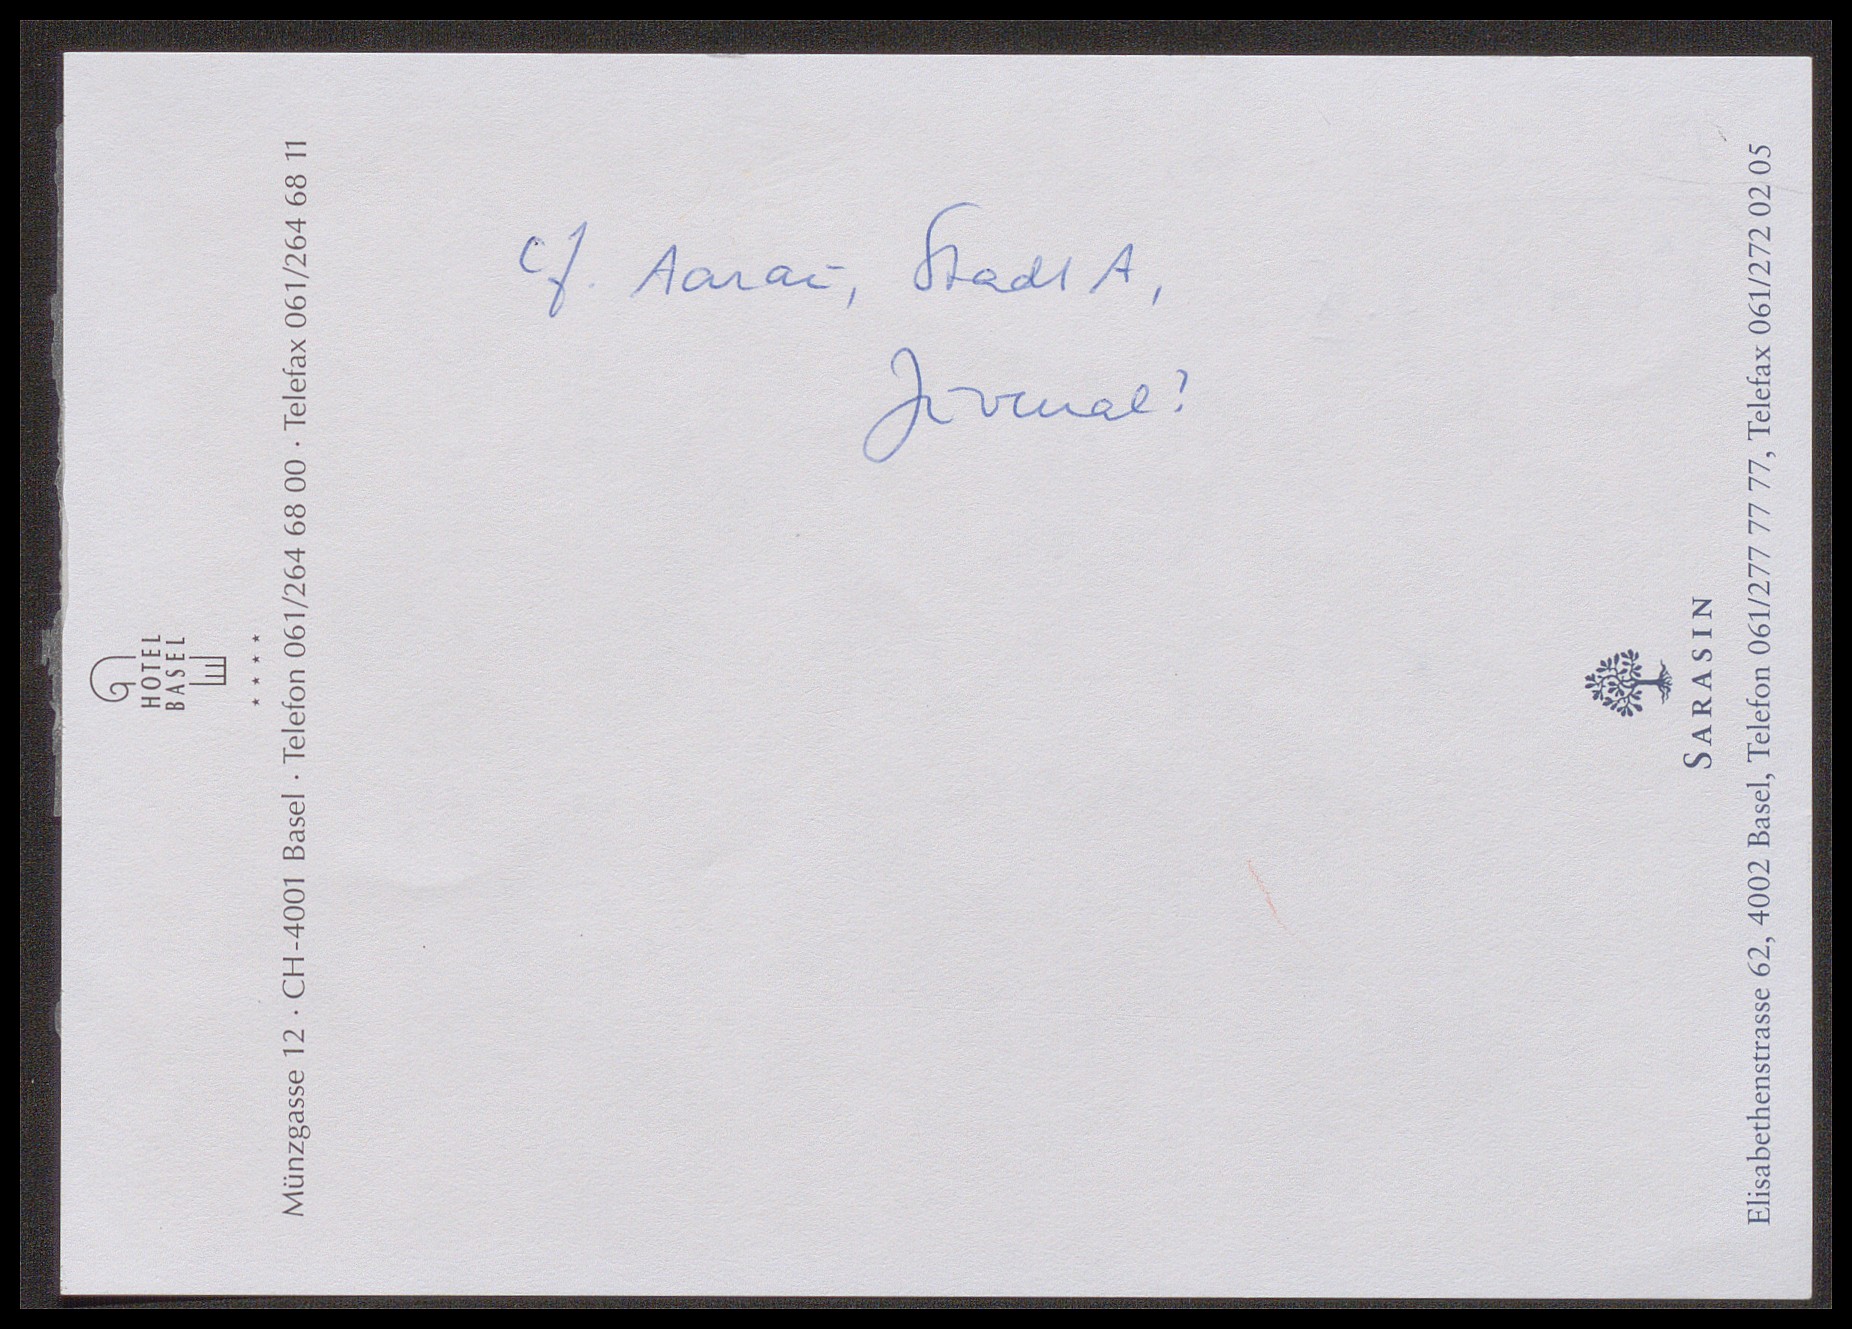 cf. Aarau, Stadt A,
Juvenal?
HOTEL
BASEL
★ ★ ★ ★
Münzgasse 12 · CH-4001 Basel · Telefon 061/264 68 00 · Telefax 061/264 68 11
SARASIN
Elisabethenstrasse 62, 4002 Basel, Telefon 061/277 77 77, Telefax 061/272 02 05